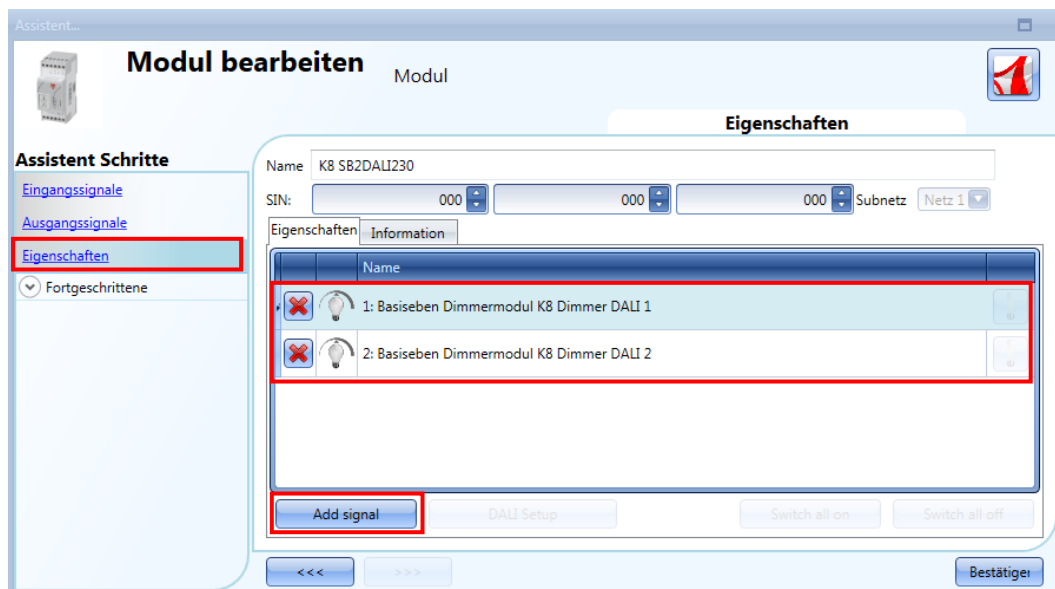 Assistent...
Modul bearbeiten
Modul
Eigenschaften
Assistent Schritte
Eingangssignale
Ausgangssignale
Eigenschaften
Fortgeschrittene
Name K8 SB2DALI230
SIN: 000 000 000 Subnetz Netz 1
Eigenschaften Information
Name
1: Basiseben Dimmermodul K8 Dimmer DALI 1
2: Basiseben Dimmermodul K8 Dimmer DALI 2
Add signal DALI Setup Switch all on Switch all off
<<< >>> Bestätiger